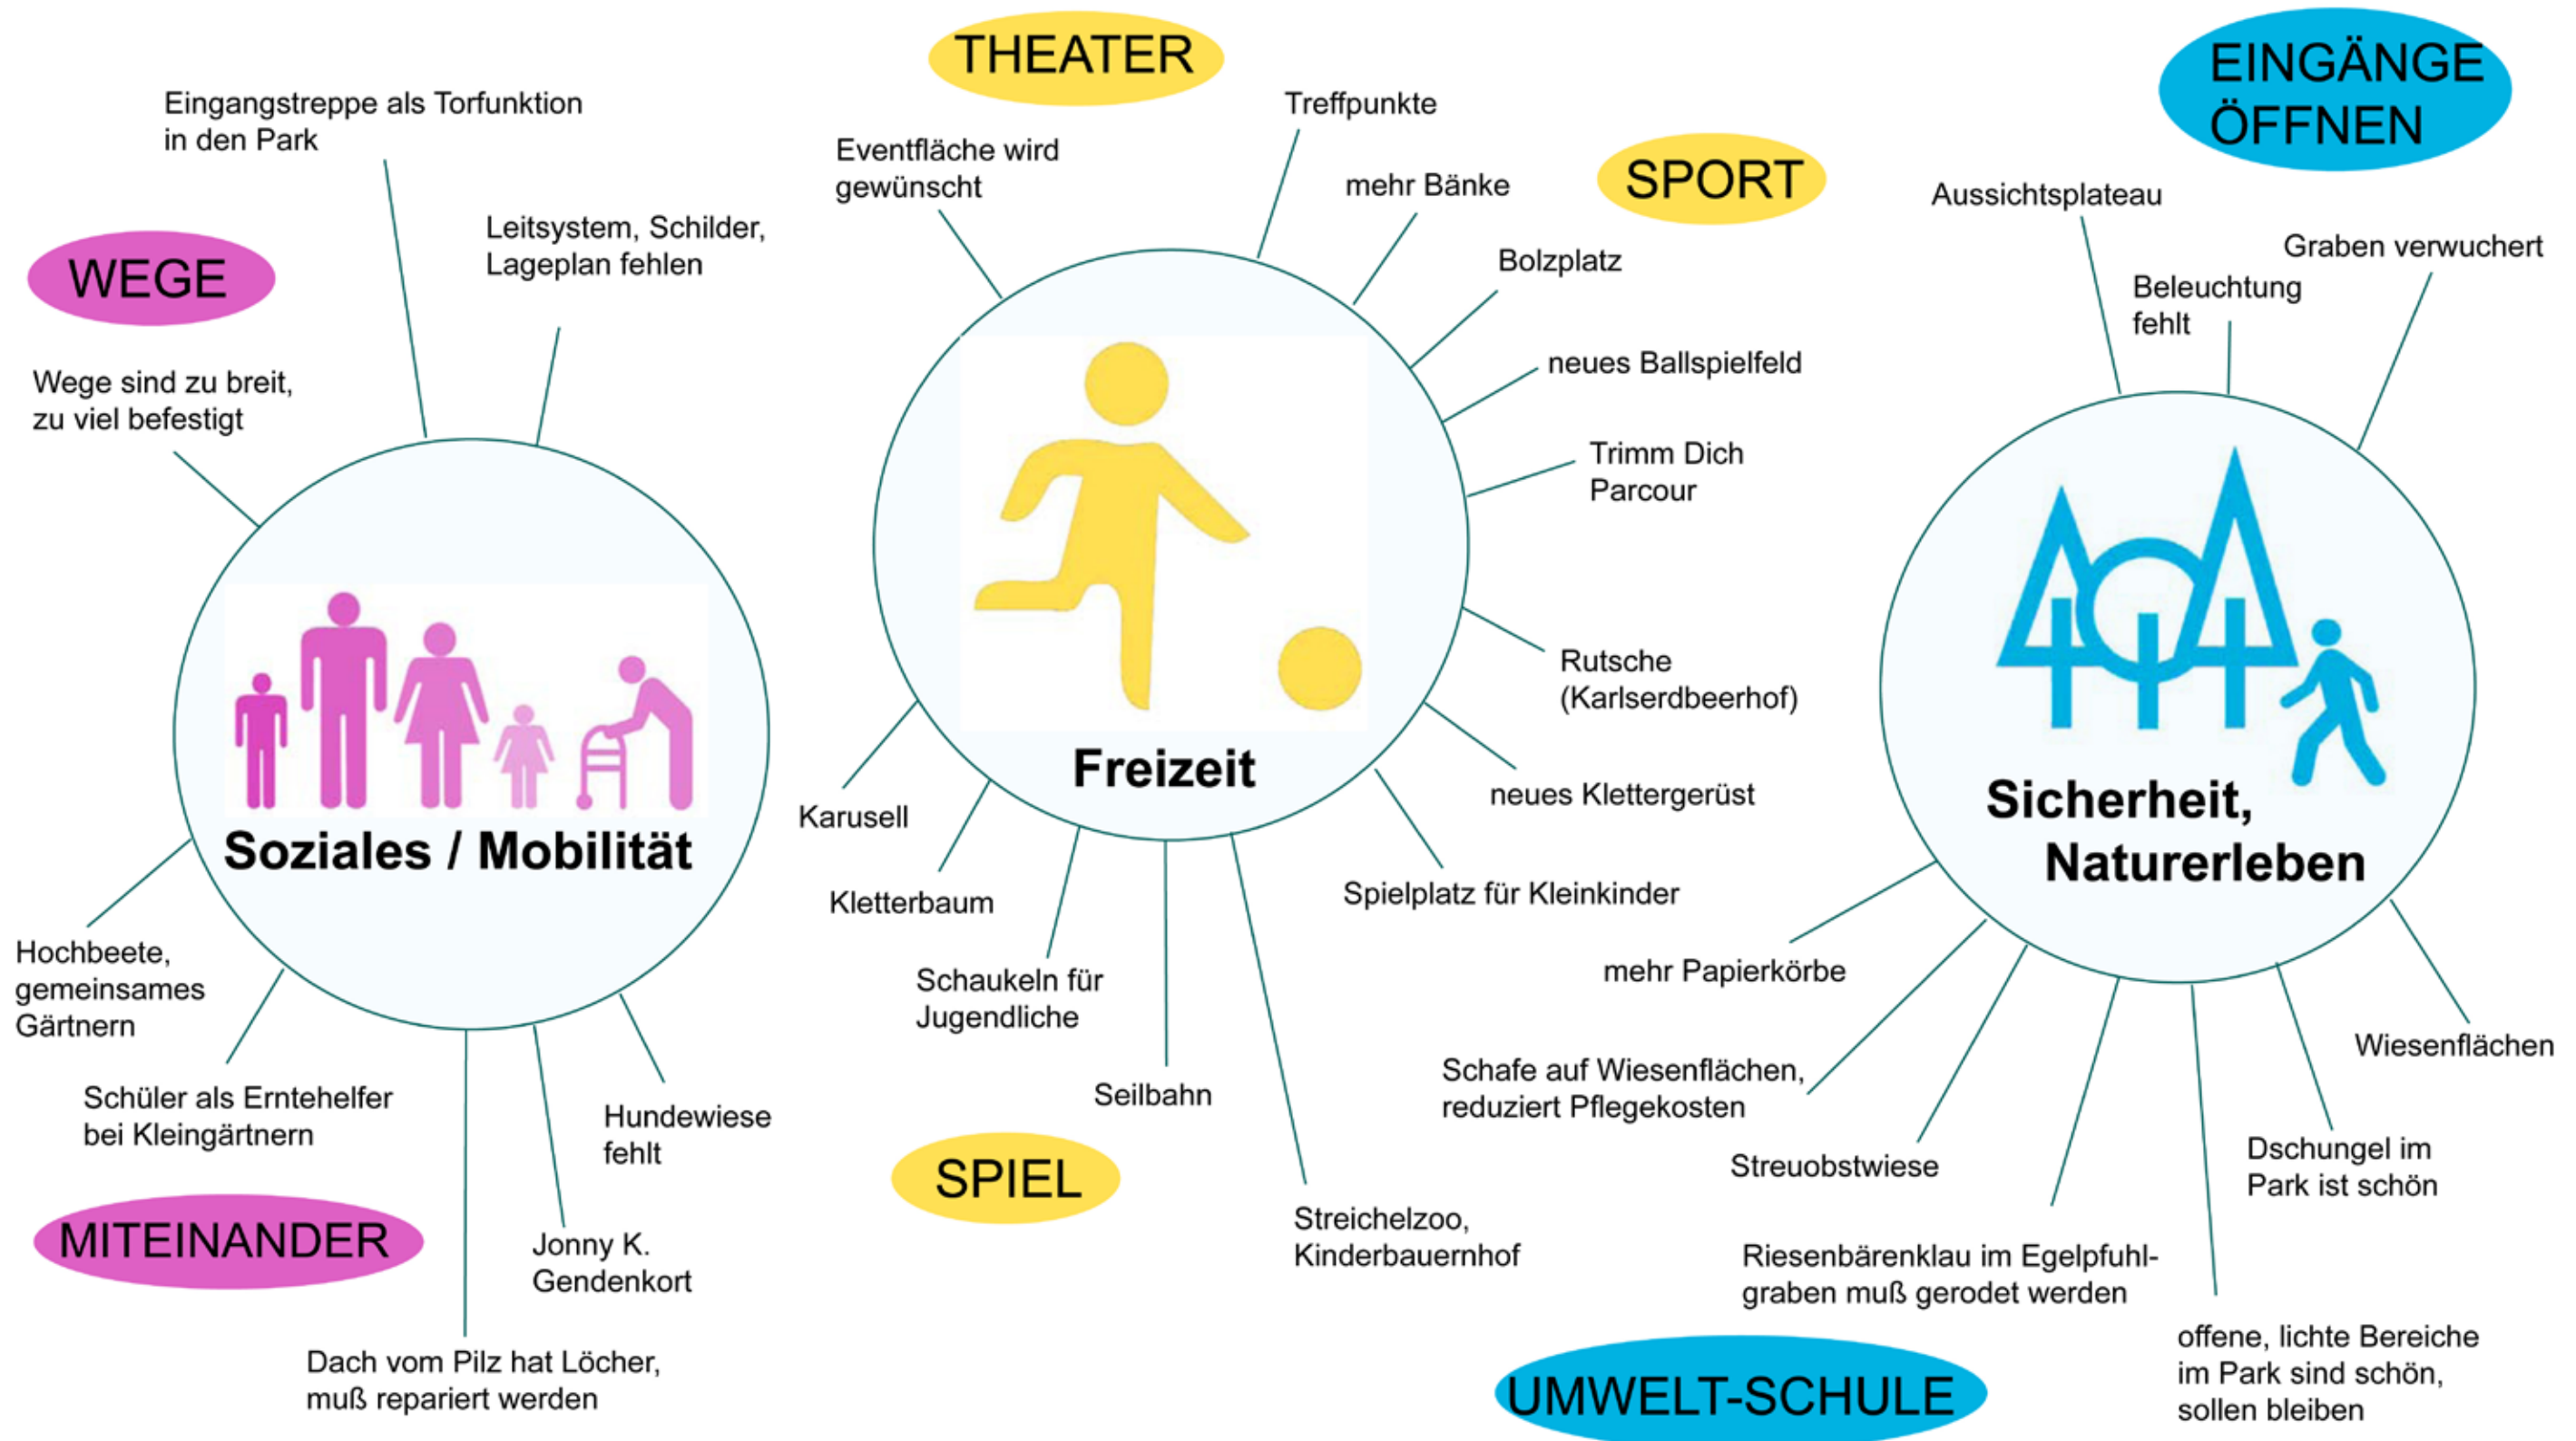 WEGE
Eingangstreppe als Torfunktion
in den Park
Leitsystem, Schilder,
Lageplan fehlen
Wege sind zu breit,
zu viel befestigt
Soziales / Mobilität
Hochbeete,
gemeinsames
Gärtnern
Schüler als Erntehelfer
bei Kleingärtnern
Hundewiese
fehlt
MITEINANDER
Jonny K.
Gendenkort
Dach vom Pilz hat Löcher,
muß repariert werden
THEATER
Eventfläche wird
gewünscht
Treffpunkte
mehr Bänke
SPORT
Bolzplatz
neues Ballspielfeld
Trimm Dich
Parcour
Rutsche
(Karlserdbeerhof)
neues Klettergerüst
Spielplatz für Kleinkinder
Freizeit
Karusell
Kletterbaum
Schaukeln für
Jugendliche
Seilbahn
SPIEL
Streichelzoo,
Kinderbauernhof
EINGÄNGE
ÖFFNEN
Aussichtsplateau
Beleuchtung
fehlt
Graben verwuchert
Sicherheit,
Naturerleben
mehr Papierkörbe
Schafe auf Wiesenflächen,
reduziert Pflegekosten
Streuobstwiese
Riesenbärenklau im Egelpfuhl-
graben muß gerodet werden
Wiesenflächen
Dschungel im
Park ist schön
offene, lichte Bereiche
im Park sind schön,
sollen bleiben
UMWELT-SCHULE